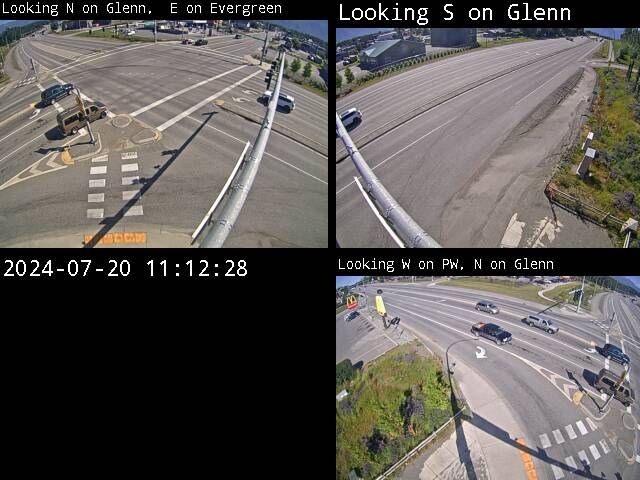 Looking N on Glenn, E on Evergreen
Looking S on Glenn
2024-07-20 11:12:28
Looking W on PW, N on Glenn